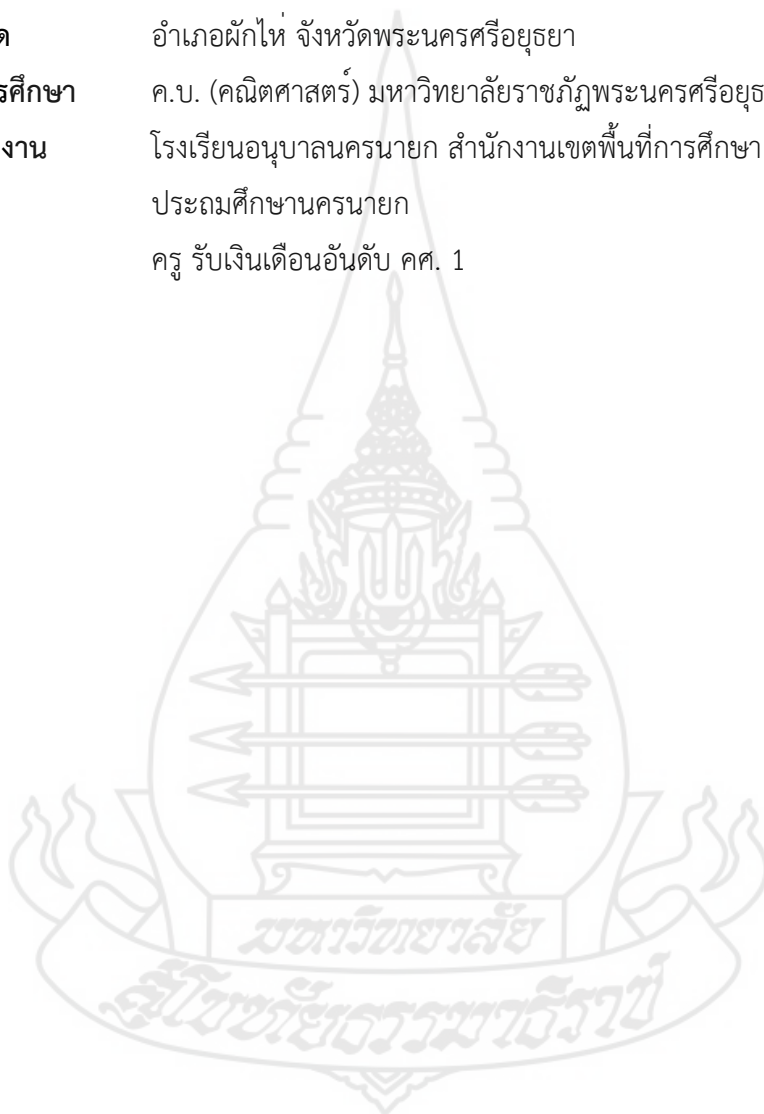 ด อำเภอผักไห่ จังหวัดพระนครศรีอยุธยา
รศึกษา ค.บ. (คณิตศาสตร์) มหาวิทยาลัยราชภัฏพระนครศรีอยุธ
งาน โรงเรียนอนุบาลนครนายก สำนักงานเขตพื้นที่การศึกษา
ประถมศึกษานครนายก
ครู รับเงินเดือนอันดับ คศ. 1
มหาวิทยาลัย
สุโขทัยธรรมาธิราช